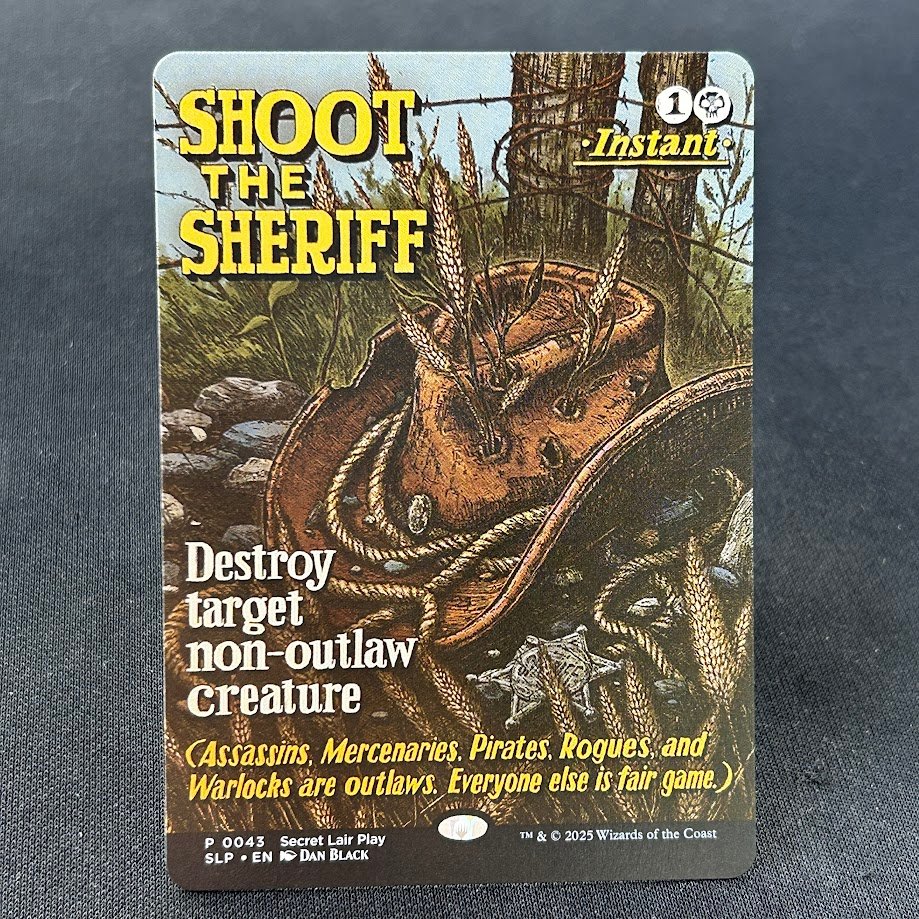 SHOOT
THE
SHERIFF
1
·Instant·
Destroy
target
non-outlaw
creature
(Assassins, Mercenaries, Pirates, Rogues, and
Warlocks are outlaws. Everyone else is fair game.)
P 0043 Secret Lair Play
SLP • EN DAN BLACK
™ & © 2025 Wizards of the Coast